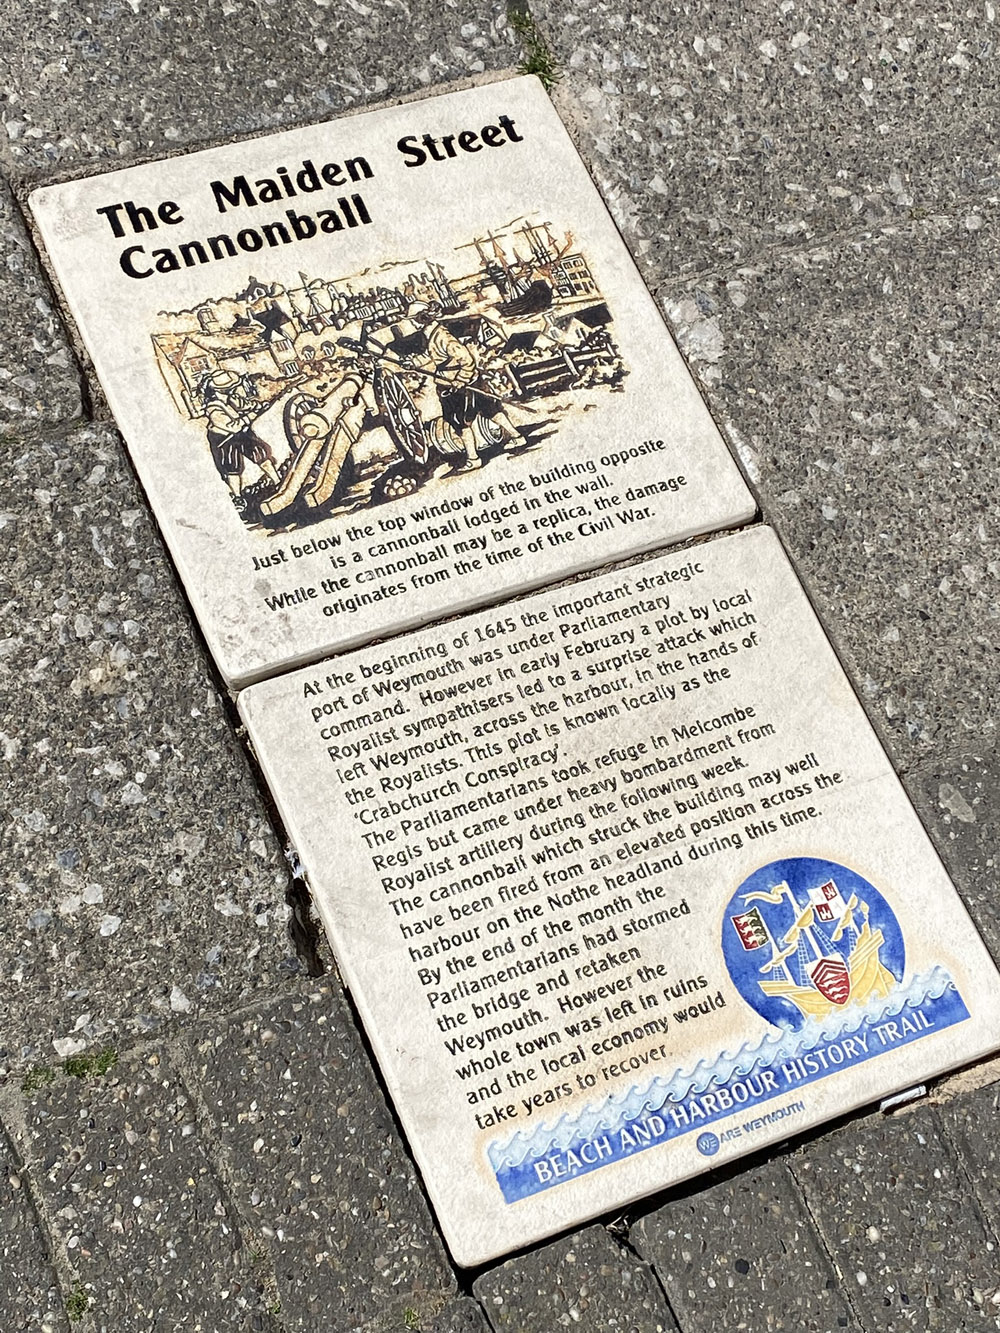 The Maiden Street
Cannonball
Just below the top window of the building opposite
is a cannonball lodged in the wall.
While the cannonball may be a replica, the damage
originates from the time of the Civil War.
At the beginning of 1645 the important strategic
port of Weymouth was under Parliamentary
command. However in early February a plot by local
Royalist sympathisers led to a surprise attack which
left Weymouth, across the harbour, in the hands of
the Royalists. This plot is known locally as the
'Crabchurch Conspiracy'.
The Parliamentarians took refuge in Melcombe
Regis but came under heavy bombardment from
Royalist artillery during the following week.
The cannonball which struck the building may well
have been fired from an elevated position across the
harbour on the Nothe headland during this time.
By the end of the month the
Parliamentarians had stormed
the bridge and retaken
Weymouth. However the
whole town was left in ruins
and the local economy would
take years to recover.
BEACH AND HARBOUR HISTORY TRAIL
WE ARE WEYMOUTH